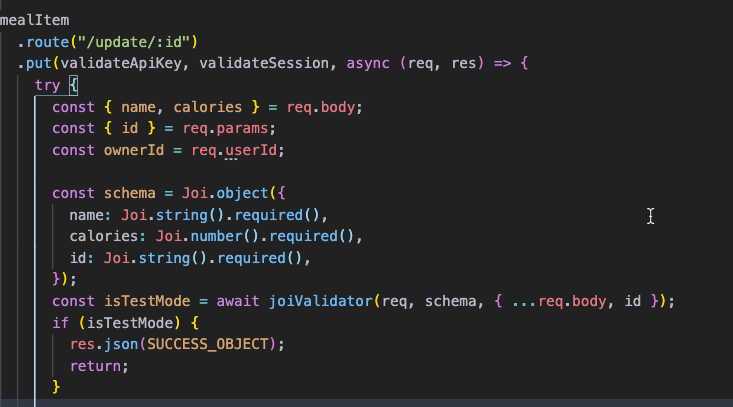 mealItem
.route("/update/:id")
.put(validateApiKey, validateSession, async (req, res) => {
try {
const { name, calories } = req.body;
const { id } = req.params;
const ownerId = req.userId;
const schema = Joi.object({
name: Joi.string().required(),
calories: Joi.number().required(),
id: Joi.string().required(),
});
const isTestMode = await joiValidator(req, schema, { ...req.body, id });
if (isTestMode) {
res.json(SUCCESS_OBJECT);
return;
}